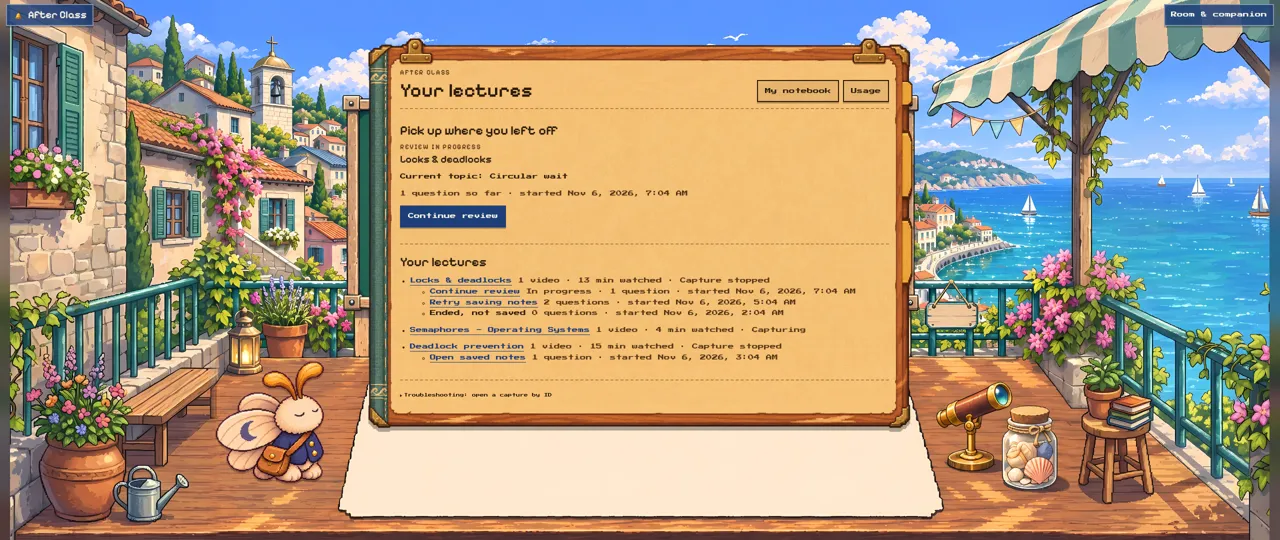 After Class
Room & companion
AFTER CLASS
Your lectures
My notebook
Usage
Pick up where you left off
REVIEW IN PROGRESS
Locks & deadlocks
Current topic: Circular wait
1 question so far · started Nov 6, 2026, 7:04 AM
Continue review
Your lectures
Locks & deadlocks 1 video · 13 min watched · Capture stopped
Continue review In progress · 1 question · started Nov 6, 2026, 7:04 AM
Retry saving notes 2 questions · started Nov 6, 2026, 5:04 AM
Ended, not saved 0 questions · started Nov 6, 2026, 2:04 AM
Semaphores – Operating Systems 1 video · 4 min watched · Capturing
Deadlock prevention 1 video · 15 min watched · Capture stopped
Open saved notes 1 question · started Nov 6, 2026, 3:04 AM
Troubleshooting: open a capture by ID